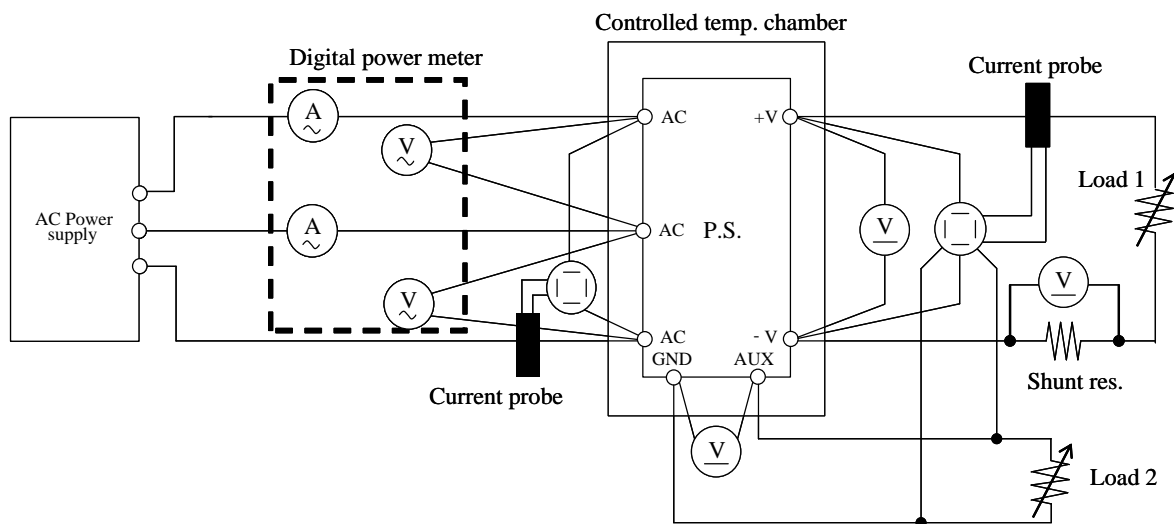 Controlled temp. chamber
Digital power meter
Current probe
A
AC
+V
V
Load 1
AC Power
supply
A
AC
P.S.
V
V
V
AC
- V
GND
AUX
Shunt res.
Current probe
V
Load 2